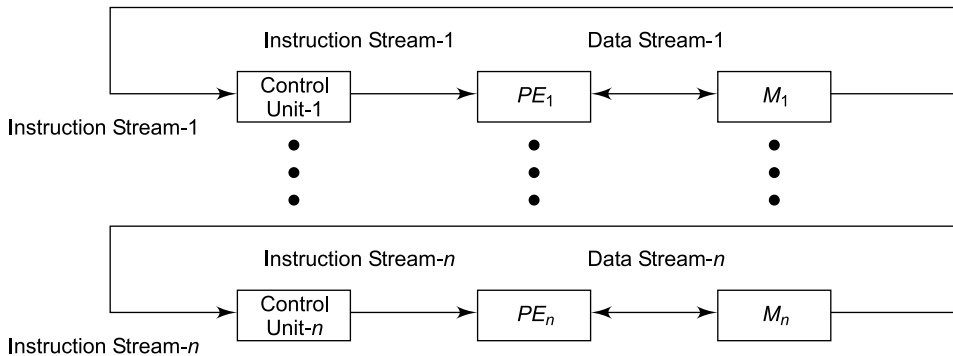 Instruction Stream-1
Data Stream-1
Control
Unit-1
PE₁
M₁
Instruction Stream-1
Instruction Stream-n
Data Stream-n
Control
Unit-n
PEₙ
Mₙ
Instruction Stream-n